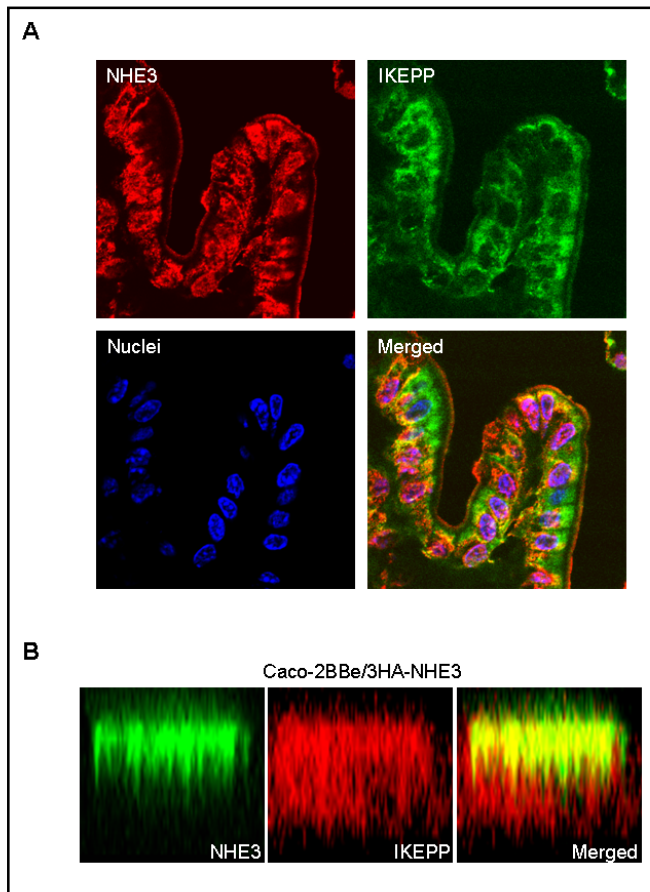 A
NHE3
IKEPP
Nuclei
Merged
B
Caco-2BBe/3HA-NHE3
NHE3
IKEPP
Merged